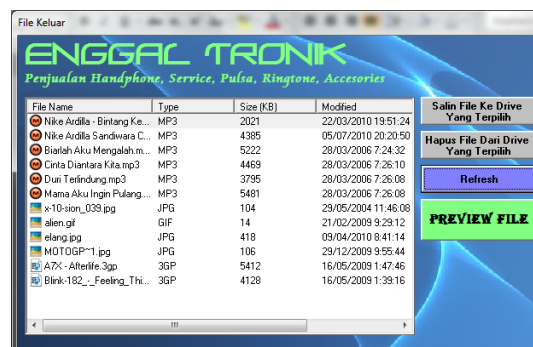 File Keluar
ENGGAL TRONIK
Penjualan Handphone, Service, Pulsa, Ringtone, Accesories
File Name Type Size (KB) Modified
Nike Ardilla - Bintang Ke... MP3 2021 22/03/2010 19:51:24
Nike Ardilla Sandiwara C... MP3 4385 05/07/2010 20:20:50
Biarlah Aku Mengalah.m... MP3 5222 28/03/2006 7:24:32
Cinta Diantara Kita.mp3 MP3 4469 28/03/2006 7:26:10
Duri Terlindung.mp3 MP3 3795 28/03/2006 7:26:08
Mama Aku Ingin Pulang.... MP3 5481 28/03/2006 7:26:08
x-10-sion_039.jpg JPG 104 29/05/2004 11:46:08
alien.gif GIF 14 21/02/2009 9:29:12
elang.jpg JPG 418 09/04/2010 8:41:14
MOTOGP~1.jpg JPG 106 29/12/2009 9:55:44
A7X - Afterlife.3gp 3GP 5412 16/05/2009 1:47:46
Blink-182_-_Feeling_Thi... 3GP 4128 16/05/2009 1:39:16
Salin File Ke Drive
Yang Terpilih
Hapus File Dari Drive
Yang Terpilih
Refresh
PREVIEW FILE